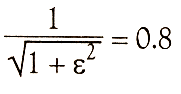 1/√(1 + ε²) = 0.8